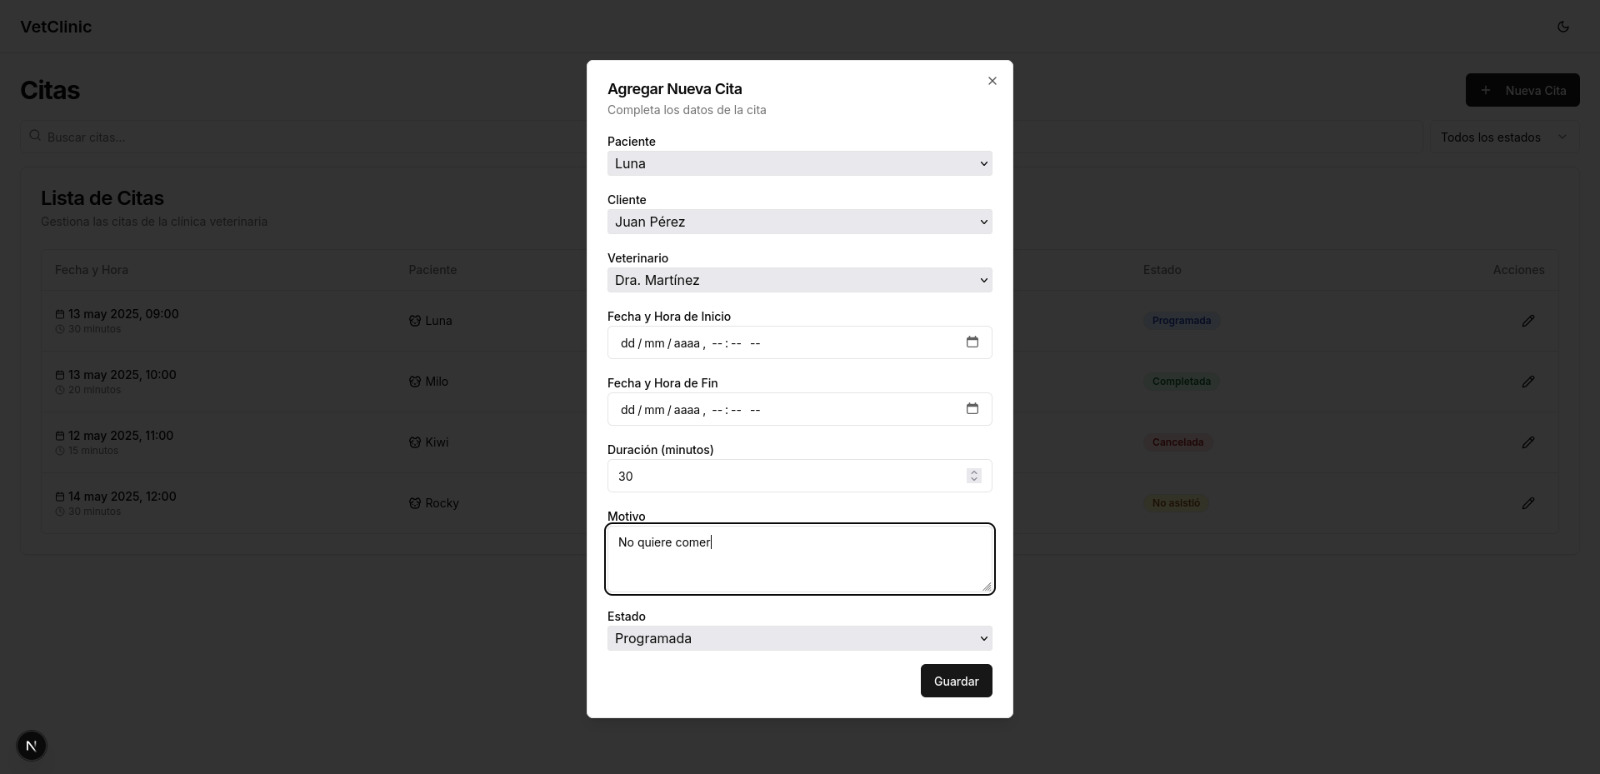 VetClinic
Citas
Nueva Cita
Buscar citas...
Todos los estados
Lista de Citas
Gestiona las citas de la clínica veterinaria
Fecha y Hora Paciente Estado Acciones
13 may 2025, 09:00 Luna Programada
30 minutos
13 may 2025, 10:00 Milo Completada
20 minutos
12 may 2025, 11:00 Kiwi Cancelada
15 minutos
14 may 2025, 12:00 Rocky No asistió
30 minutos
Agregar Nueva Cita
Completa los datos de la cita
Paciente
Luna
Cliente
Juan Pérez
Veterinario
Dra. Martínez
Fecha y Hora de Inicio
dd / mm / aaaa , -- : -- --
Fecha y Hora de Fin
dd / mm / aaaa , -- : -- --
Duración (minutos)
30
Motivo
No quiere comer
Estado
Programada
Guardar
N